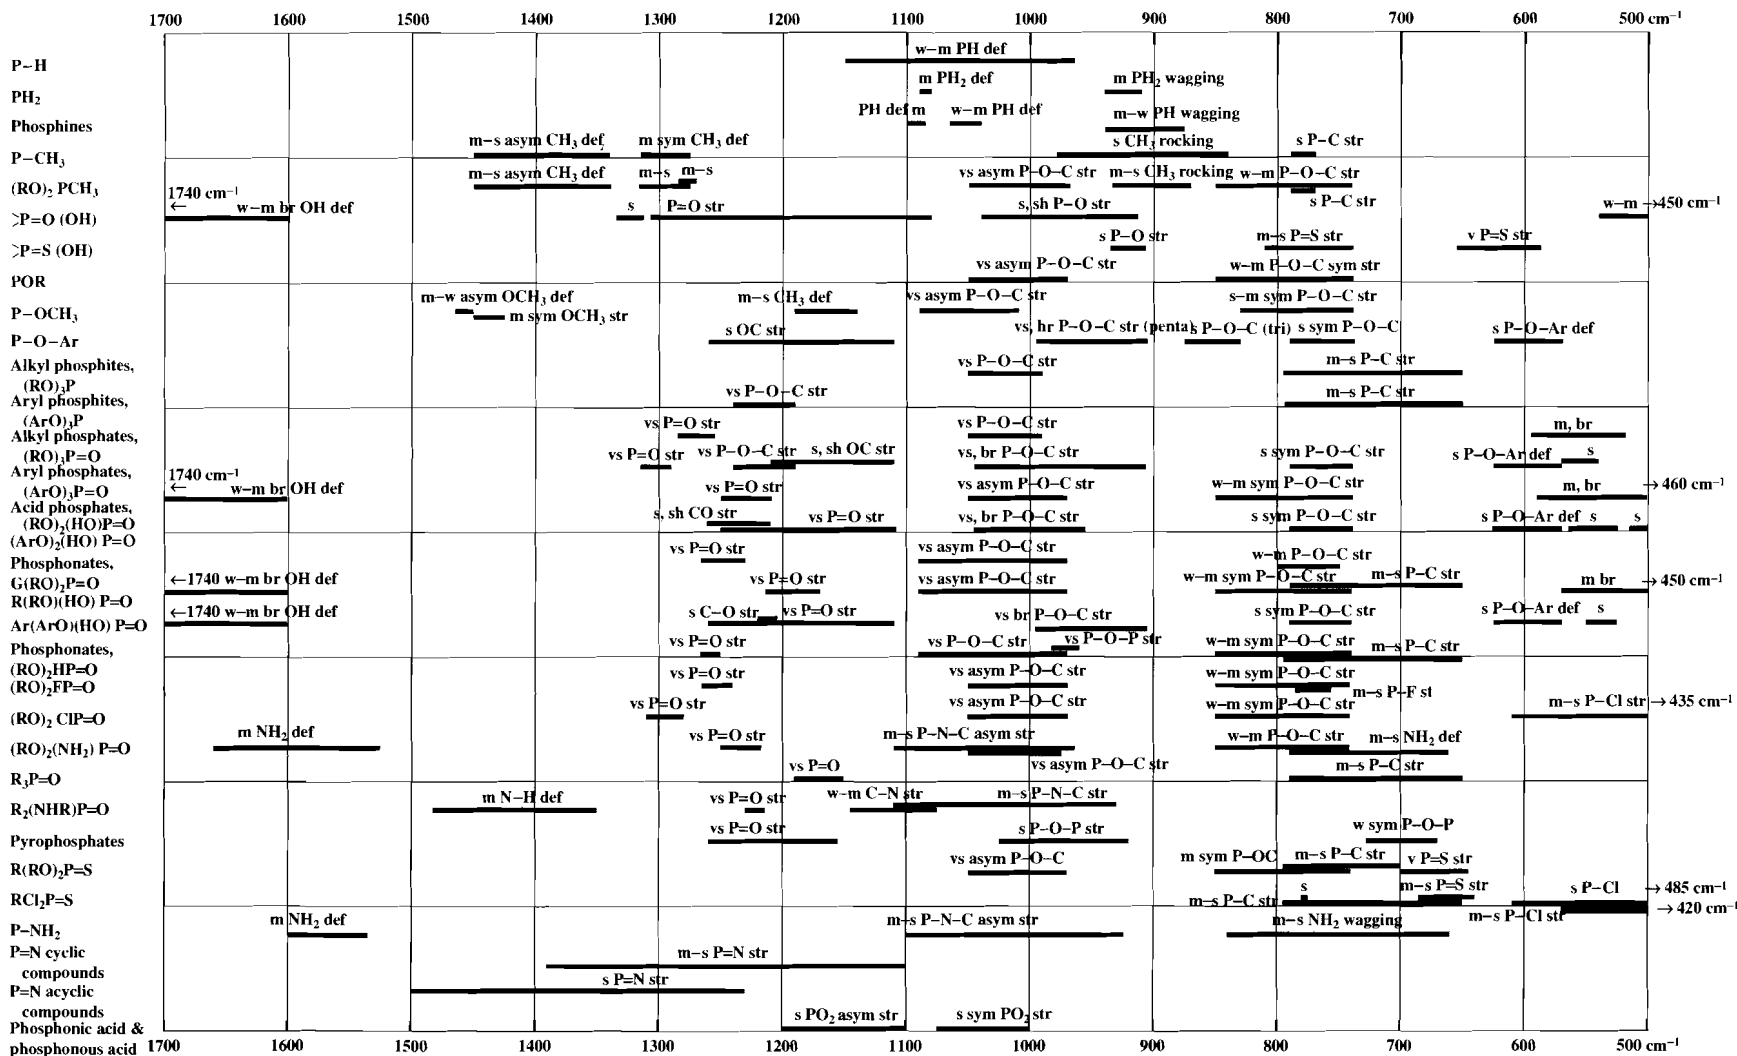 1700 1600 1500 1400 1300 1200 1100 1000 900 800 700 600 500 cm⁻¹
w–m PH def
P–H
m PH₂ def m PH₂ wagging
PH₂
PH def m w–m PH def m–w PH wagging
Phosphines
m–s asym CH₃ def m sym CH₃ def s CH₃ rocking s P–C str
P–CH₃
m–s asym CH₃ def m–s m–s vs asym P–O–C str m–s CH₃ rocking w–m P–O–C str
(RO)₂ PCH₃
s P–C str
1740 cm⁻¹
← w–m br OH def s P=O str s, sh P–O str w–m →450 cm⁻¹
>P=O (OH)
s P–O str m–s P=S str v P=S str
>P=S (OH)
vs asym P–O–C str w–m P–O–C sym str
POR
m–w asym OCH₃ def m–s CH₃ def vs asym P–O–C str s–m sym P–O–C str
P–OCH₃ m sym OCH₃ str
s OC str vs, hr P–O–C str (penta) s P–O–C (tri) s sym P–O–C s P–O–Ar def
P–O–Ar
Alkyl phosphites, vs P–O–C str m–s P–C str
(RO)₃P
Aryl phosphites, vs P–O–C str m–s P–C str
(ArO)₃P
vs P=O str vs P–O–C str m, br
Alkyl phosphates,
(RO)₃P=O
vs P=O str vs P–O–C str s, sh OC str vs, br P–O–C str s sym P–O–C str s P–O–Ar def s
Aryl phosphates,
(ArO)₃P=O
1740 cm⁻¹
← w–m br OH def vs P=O str vs asym P–O–C str w–m sym P–O–C str m, br → 460 cm⁻¹
Acid phosphates,
(RO)₂(HO)P=O
s, sh CO str vs P=O str vs, br P–O–C str s sym P–O–C str s P–O–Ar def s s
(ArO)₂(HO) P=O
Phosphonates, vs P=O str vs asym P–O–C str w–m P–O–C str
G(RO)₂P=O
←1740 w–m br OH def vs P=O str vs asym P–O–C str w–m sym P–O–C str m–s P–C str m br → 450 cm⁻¹
R(RO)(HO) P=O
←1740 w–m br OH def s C–O str vs P=O str vs br P–O–C str s sym P–O–C str s P–O–Ar def s
Ar(ArO)(HO) P=O
Phosphonates, vs P=O str vs P–O–C str vs P–O–P str w–m sym P–O–C str m–s P–C str
(RO)₂HP=O
vs P=O str vs asym P–O–C str w–m sym P–O–C str
(RO)₂FP=O m–s P–F st
vs P=O str vs asym P–O–C str w–m sym P–O–C str m–s P–Cl str → 435 cm⁻¹
(RO)₂ ClP=O
m NH₂ def vs P=O str m–s P–N–C asym str w–m P–O–C str m–s NH₂ def
(RO)₂(NH₂) P=O
vs P=O vs asym P–O–C str m–s P–C str
R₃P=O
m N–H def vs P=O str w–m C–N str m–s P–N–C str
R₂(NHR)P=O
vs P=O str s P–O–P str w sym P–O–P
Pyrophosphates
vs asym P–O–C m sym P–OC m–s P–C str v P=S str
R(RO)₂P=S
m–s P–C str s m–s P=S str s P–Cl → 485 cm⁻¹
RCl₂P=S
m–s P–Cl str → 420 cm⁻¹
m NH₂ def m–s P–N–C asym str m–s NH₂ wagging
P–NH₂
P=N cyclic m–s P=N str
compounds
s P=N str
P=N acyclic
compounds
s PO₂ asym str s sym PO₂ str
Phosphonic acid &
phosphonous acid
1700 1600 1500 1400 1300 1200 1100 1000 900 800 700 600 500 cm⁻¹